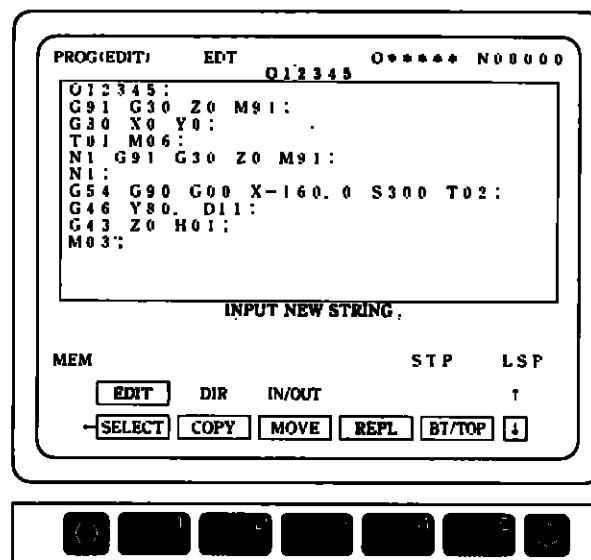 PROG(EDIT) EDT O***** N00000
O12345
O12345;
G91 G30 Z0 M91;
G30 X0 Y0;
T01 M06;
N1 G91 G30 Z0 M91;
N1;
G54 G90 G00 X-160.0 S300 T02;
G46 Y80. D11;
G43 Z0 H01;
M03;
INPUT NEW STRING
MEM STP LSP
EDIT DIR IN/OUT ↑
←SELECT COPY MOVE REPL BT/TOP ↓